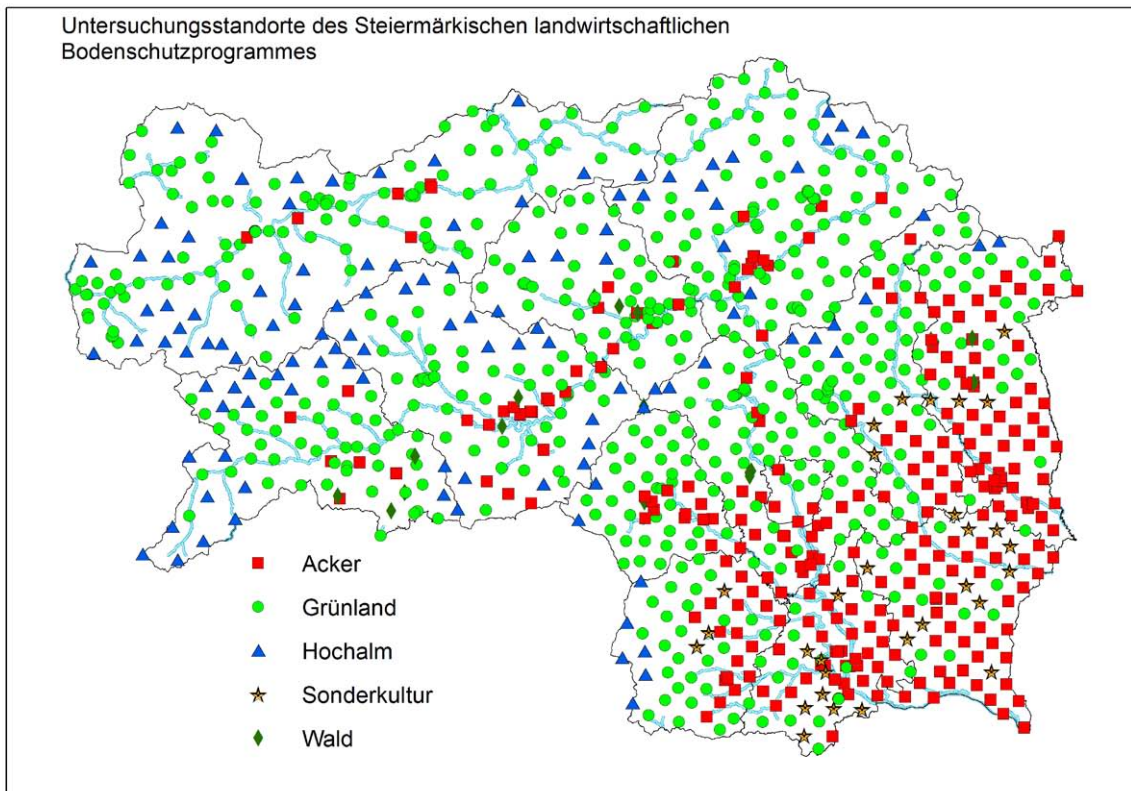 Untersuchungsstandorte des Steiermärkischen landwirtschaftlichen
Bodenschutzprogrammes
Acker
Grünland
Hochalm
Sonderkultur
Wald